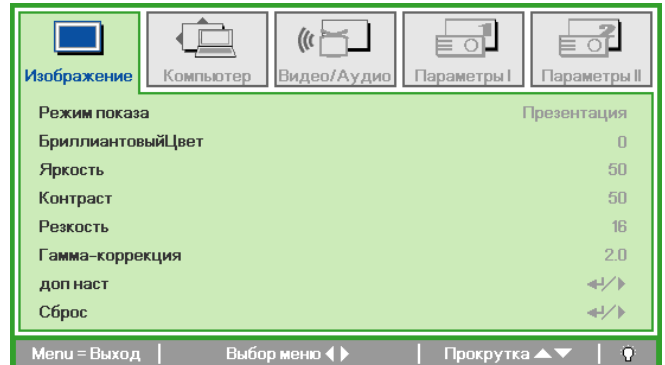 Изображение Компьютер Видео/Аудио Параметры I Параметры II
Режим показа Презентация
БриллиантовыйЦвет 0
Яркость 50
Контраст 50
Резкость 16
Гамма-коррекция 2.0
доп наст
Сброс
Menu = Выход Выбор меню Прокрутка